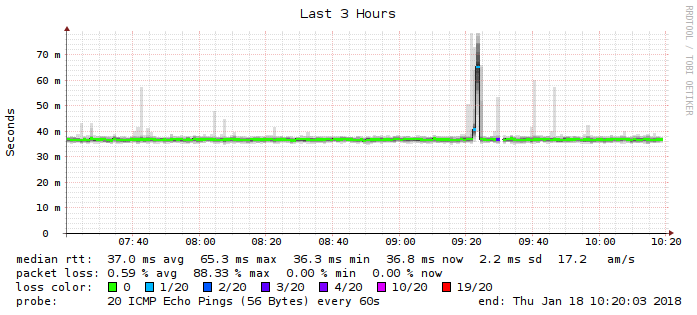 Last 3 Hours
RRDTOOL / TOBI OETIKER
Seconds
70 m
60 m
50 m
40 m
30 m
20 m
10 m
0
07:40 08:00 08:20 08:40 09:00 09:20 09:40 10:00 10:20
median rtt: 37.0 ms avg 65.3 ms max 36.3 ms min 36.8 ms now 2.2 ms sd 17.2 am/s
packet loss: 0.59 % avg 88.33 % max 0.00 % min 0.00 % now
loss color: 0 1/20 2/20 3/20 4/20 10/20 19/20
probe: 20 ICMP Echo Pings (56 Bytes) every 60s end: Thu Jan 18 10:20:03 2018